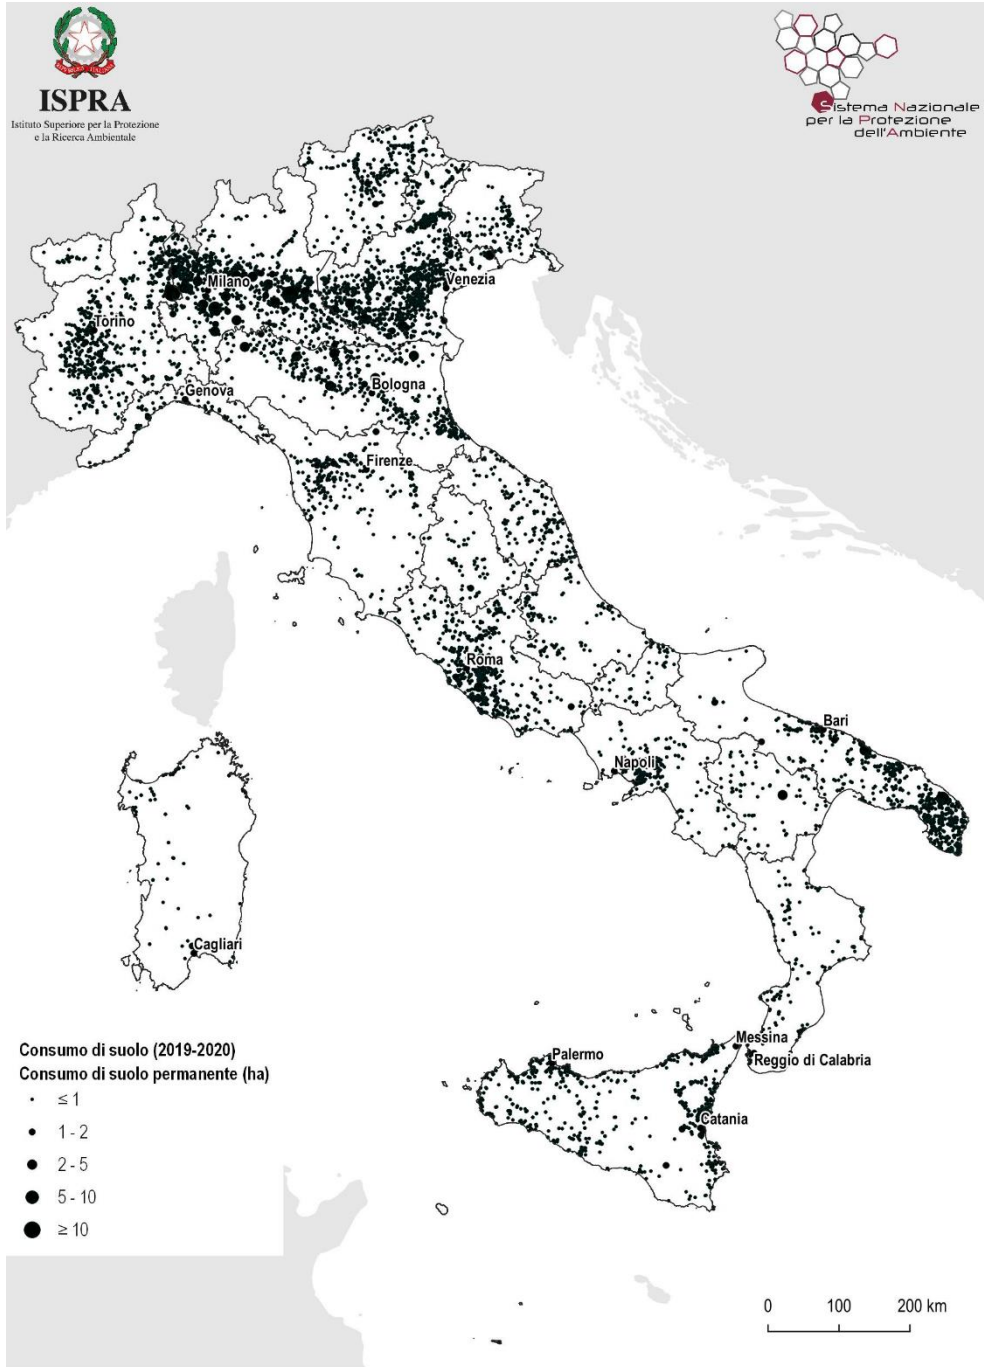 ISPRA
Istituto Superiore per la Protezione
e la Ricerca Ambientale
Sistema Nazionale
per la Protezione
dell'Ambiente
Milano
Venezia
Torino
Genova
Bologna
Firenze
Roma
Napoli
Bari
Cagliari
Palermo
Messina
Reggio di Calabria
Catania
Consumo di suolo (2019-2020)
Consumo di suolo permanente (ha)
≤ 1
1 - 2
2 - 5
5 - 10
≥ 10
0 100 200 km